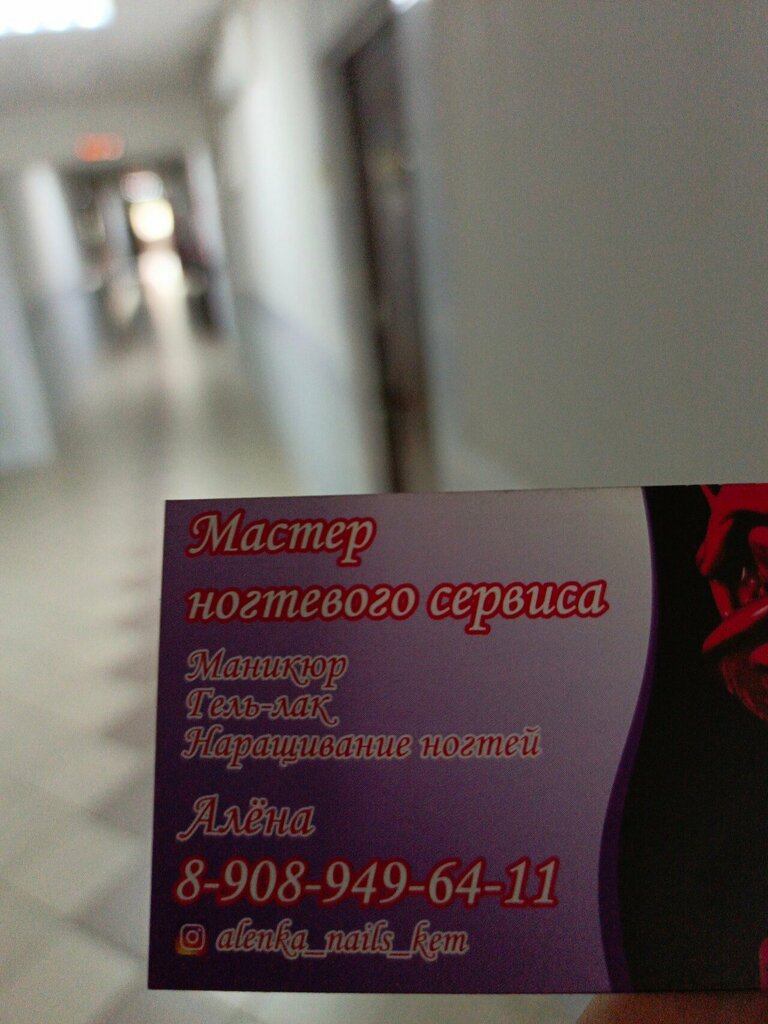 Мастер
ногтевого сервиса
Маникюр
Гель-лак
Наращивание ногтей
Алёна
8-908-949-64-11
alenka_nails_kem